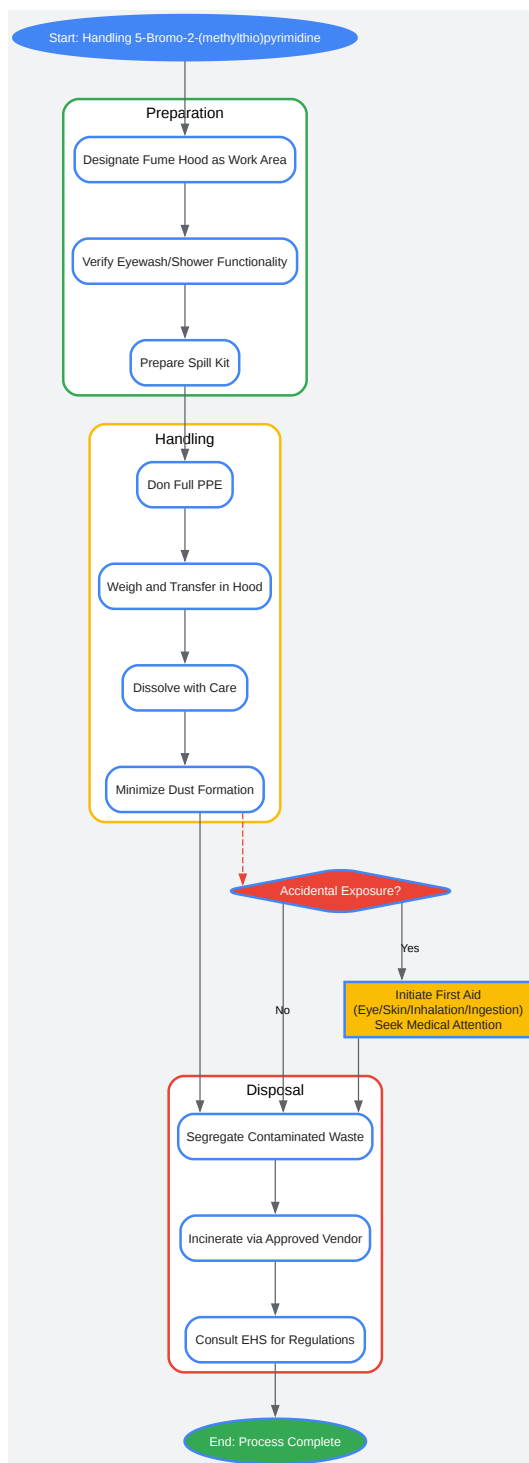 Start: Handling 5-Bromo-2-(methylthio)pyrimidine
Preparation
Designate Fume Hood as Work Area
Verify Eyewash/Shower Functionality
Prepare Spill Kit
Handling
Don Full PPE
Weigh and Transfer in Hood
Dissolve with Care
Minimize Dust Formation
Accidental Exposure?
Yes
Initiate First Aid
(Eye/Skin/Inhalation/Ingestion)
Seek Medical Attention
No
Disposal
Segregate Contaminated Waste
Incinerate via Approved Vendor
Consult EHS for Regulations
End: Process Complete